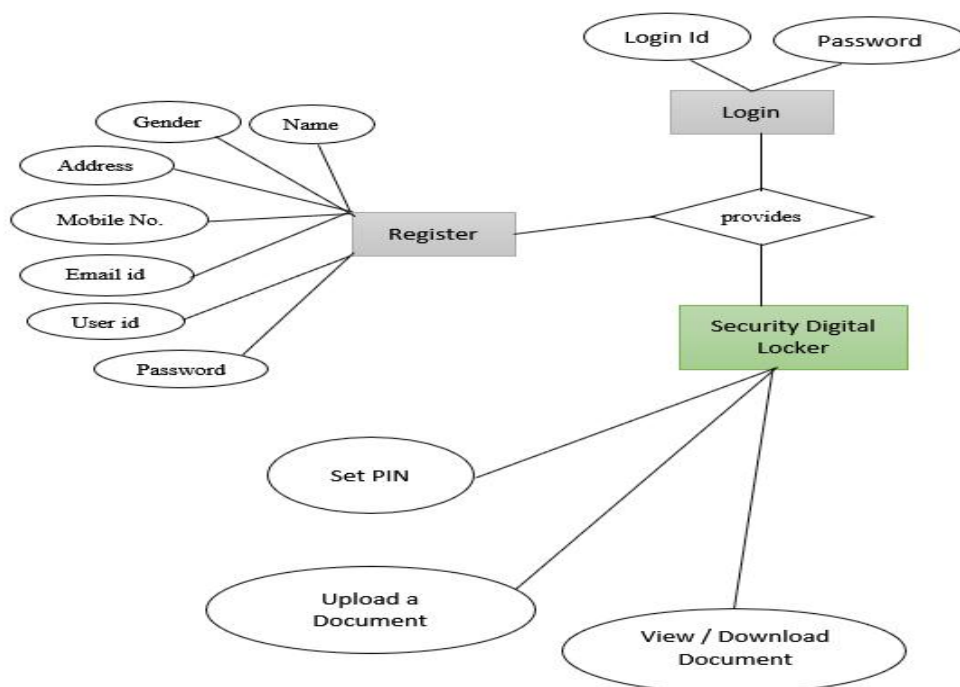 Login Id
Password
Login
Gender
Name
Address
Mobile No.
Email id
User id
Password
Register
provides
Security Digital
Locker
Set PIN
Upload a
Document
View / Download
Document